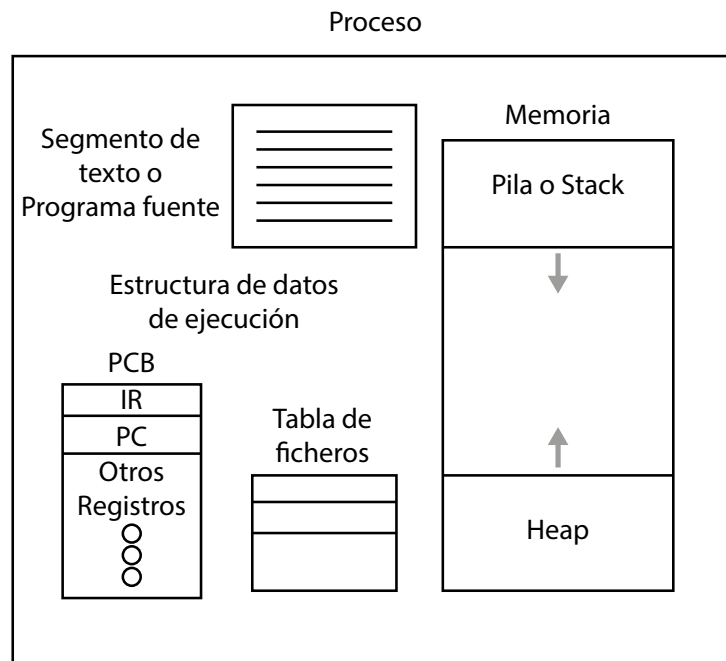 Proceso
Segmento de
texto o
Programa fuente
Memoria
Pila o Stack
Estructura de datos
de ejecución
PCB
IR
PC
Otros
Registros
Tabla de
ficheros
Heap